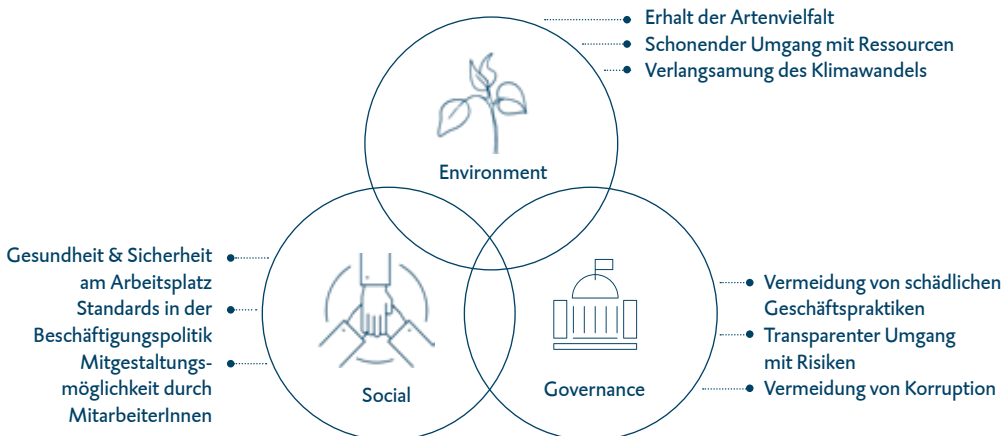 Erhalt der Artenvielfalt
Schonender Umgang mit Ressourcen
Verlangsamung des Klimawandels
Environment
Gesundheit & Sicherheit
am Arbeitsplatz
Standards in der
Beschäftigungspolitik
Mitgestaltungs-
möglichkeit durch
MitarbeiterInnen
Social
Governance
Vermeidung von schädlichen
Geschäftspraktiken
Transparenter Umgang
mit Risiken
Vermeidung von Korruption